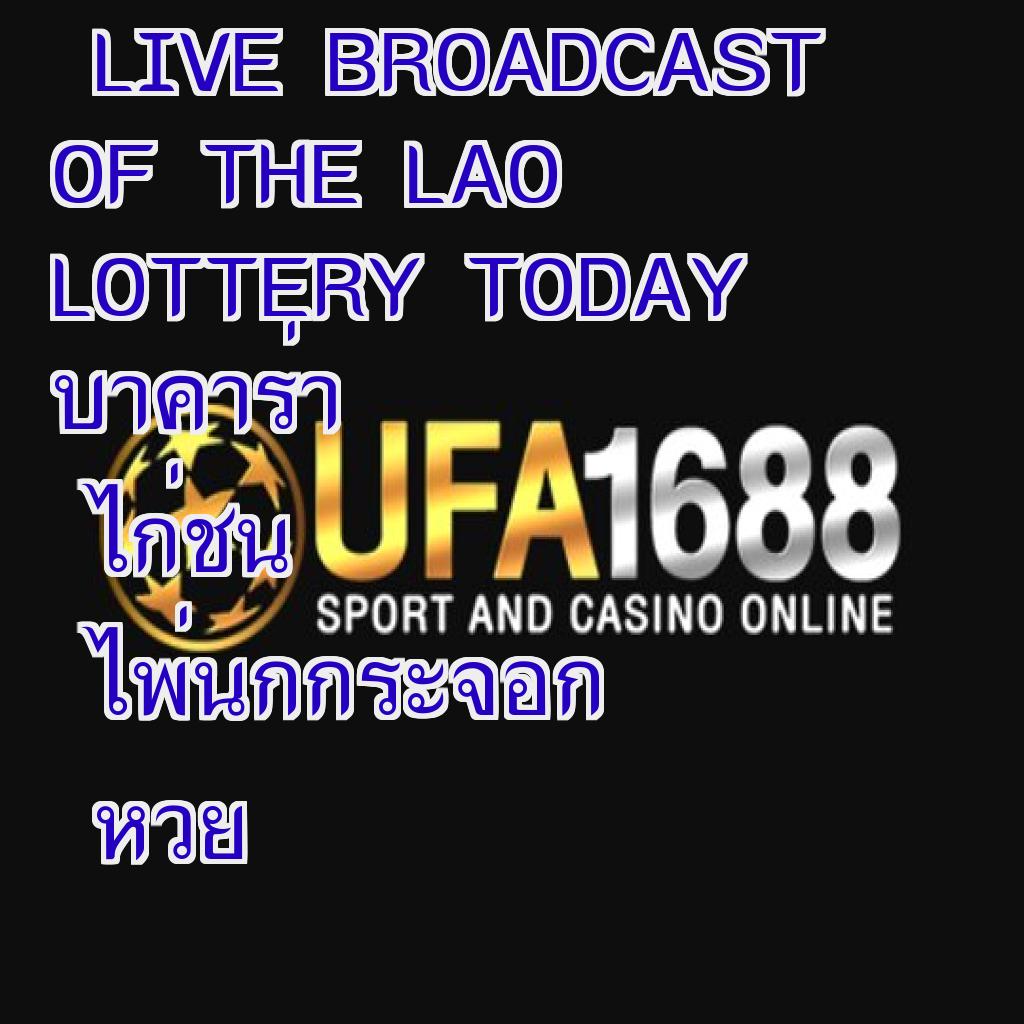 LIVE BROADCAST
OF THE LAO
LOTTERY TODAY
บาคาร่า
UFA1688
ไก่ชน
SPORT AND CASINO ONLINE
ไพ่นกกระจอก
หวย